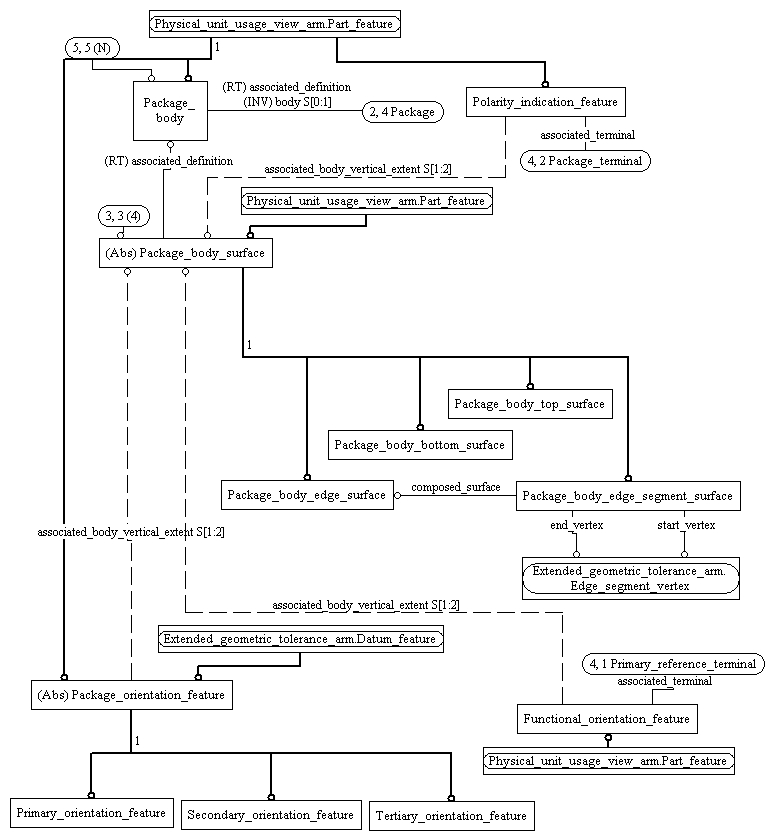 Physical_unit_usage_view_arm.Part_feature
5, 5 (N)
1
(RT) associated_definition
(INV) body S[0:1]
Package_
body
2, 4 Package
Polarity_indication_feature
associated_terminal
4, 2 Package_terminal
(RT) associated_definition
associated_body_vertical_extent S[1:2]
Physical_unit_usage_view_arm.Part_feature
3, 3 (4)
(Abs) Package_body_surface
1
Package_body_top_surface
Package_body_bottom_surface
Package_body_edge_surface
composed_surface
Package_body_edge_segment_surface
end_vertex
start_vertex
associated_body_vertical_extent S[1:2]
Extended_geometric_tolerance_arm.
Edge_segment_vertex
associated_body_vertical_extent S[1:2]
Extended_geometric_tolerance_arm.Datum_feature
4, 1 Primary_reference_terminal
associated_terminal
(Abs) Package_orientation_feature
Functional_orientation_feature
1
Physical_unit_usage_view_arm.Part_feature
Primary_orientation_feature
Secondary_orientation_feature
Tertiary_orientation_feature